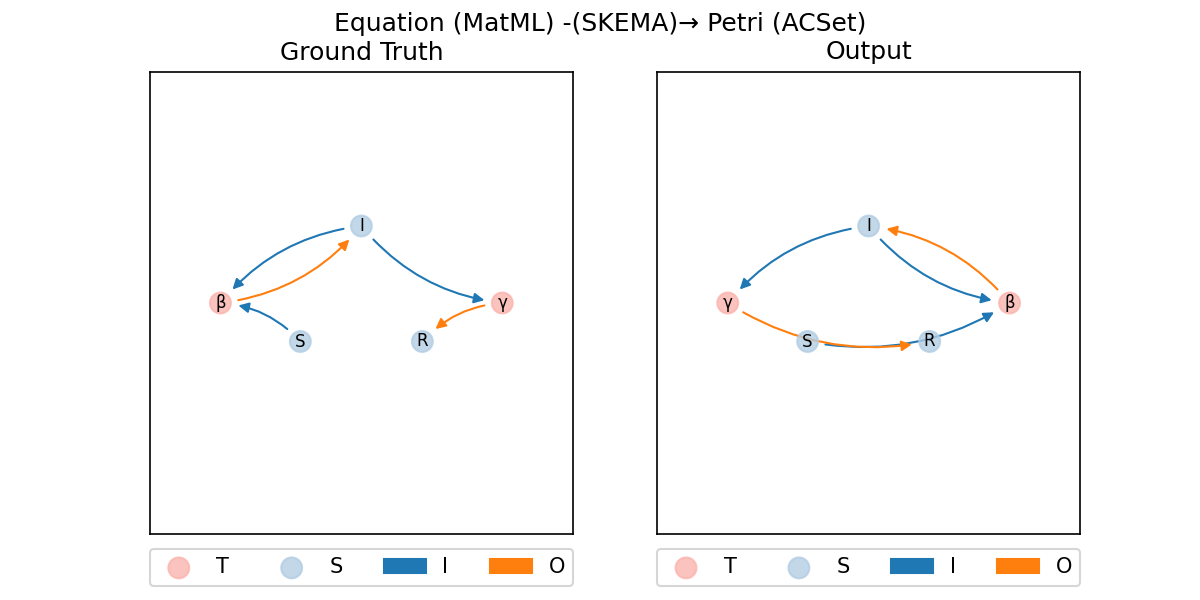 Equation (MatML) -(SKEMA)→ Petri (ACSet)
Ground Truth
I
β
γ
S
R
T S I O
Output
I
γ
β
S
R
T S I O